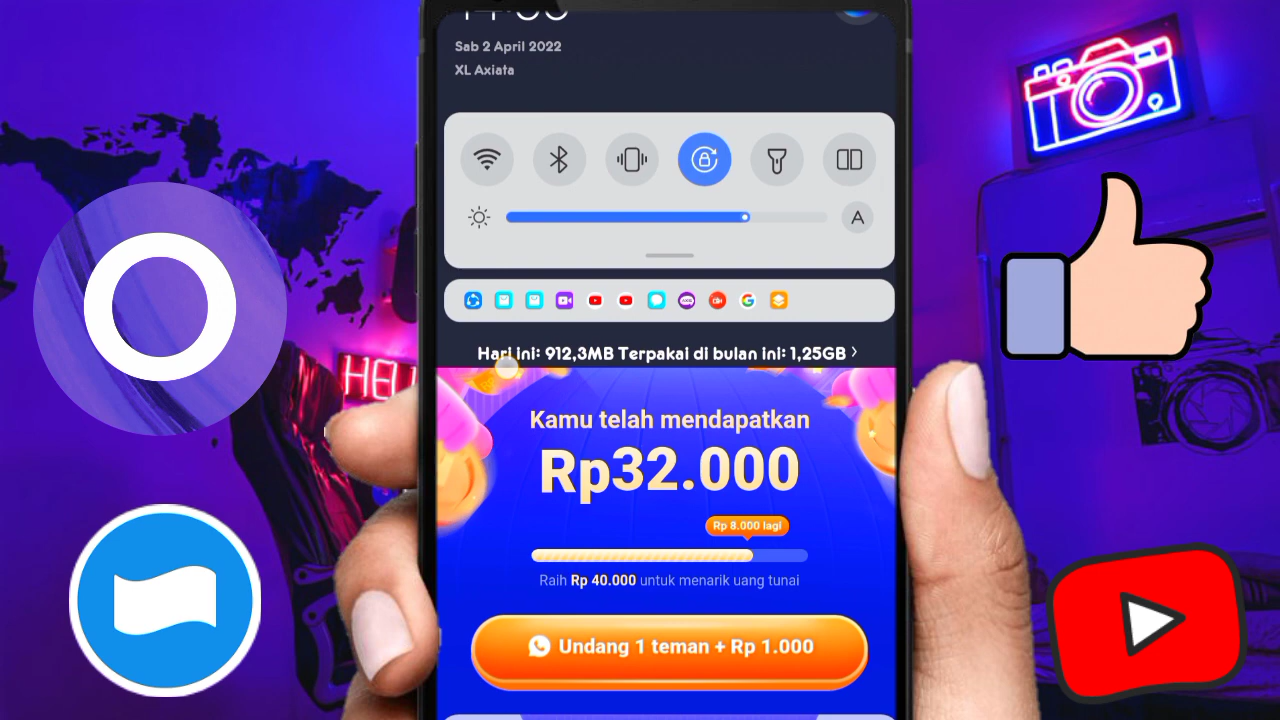 Sab 2 April 2022
XL Axiata
A
Hari ini: 912,3MB Terpakai di bulan ini: 1,25GB
Kamu telah mendapatkan
Rp32.000
Rp 8.000 lagi
Raih Rp 40.000 untuk menarik uang tunai
Undang 1 teman + Rp 1.000